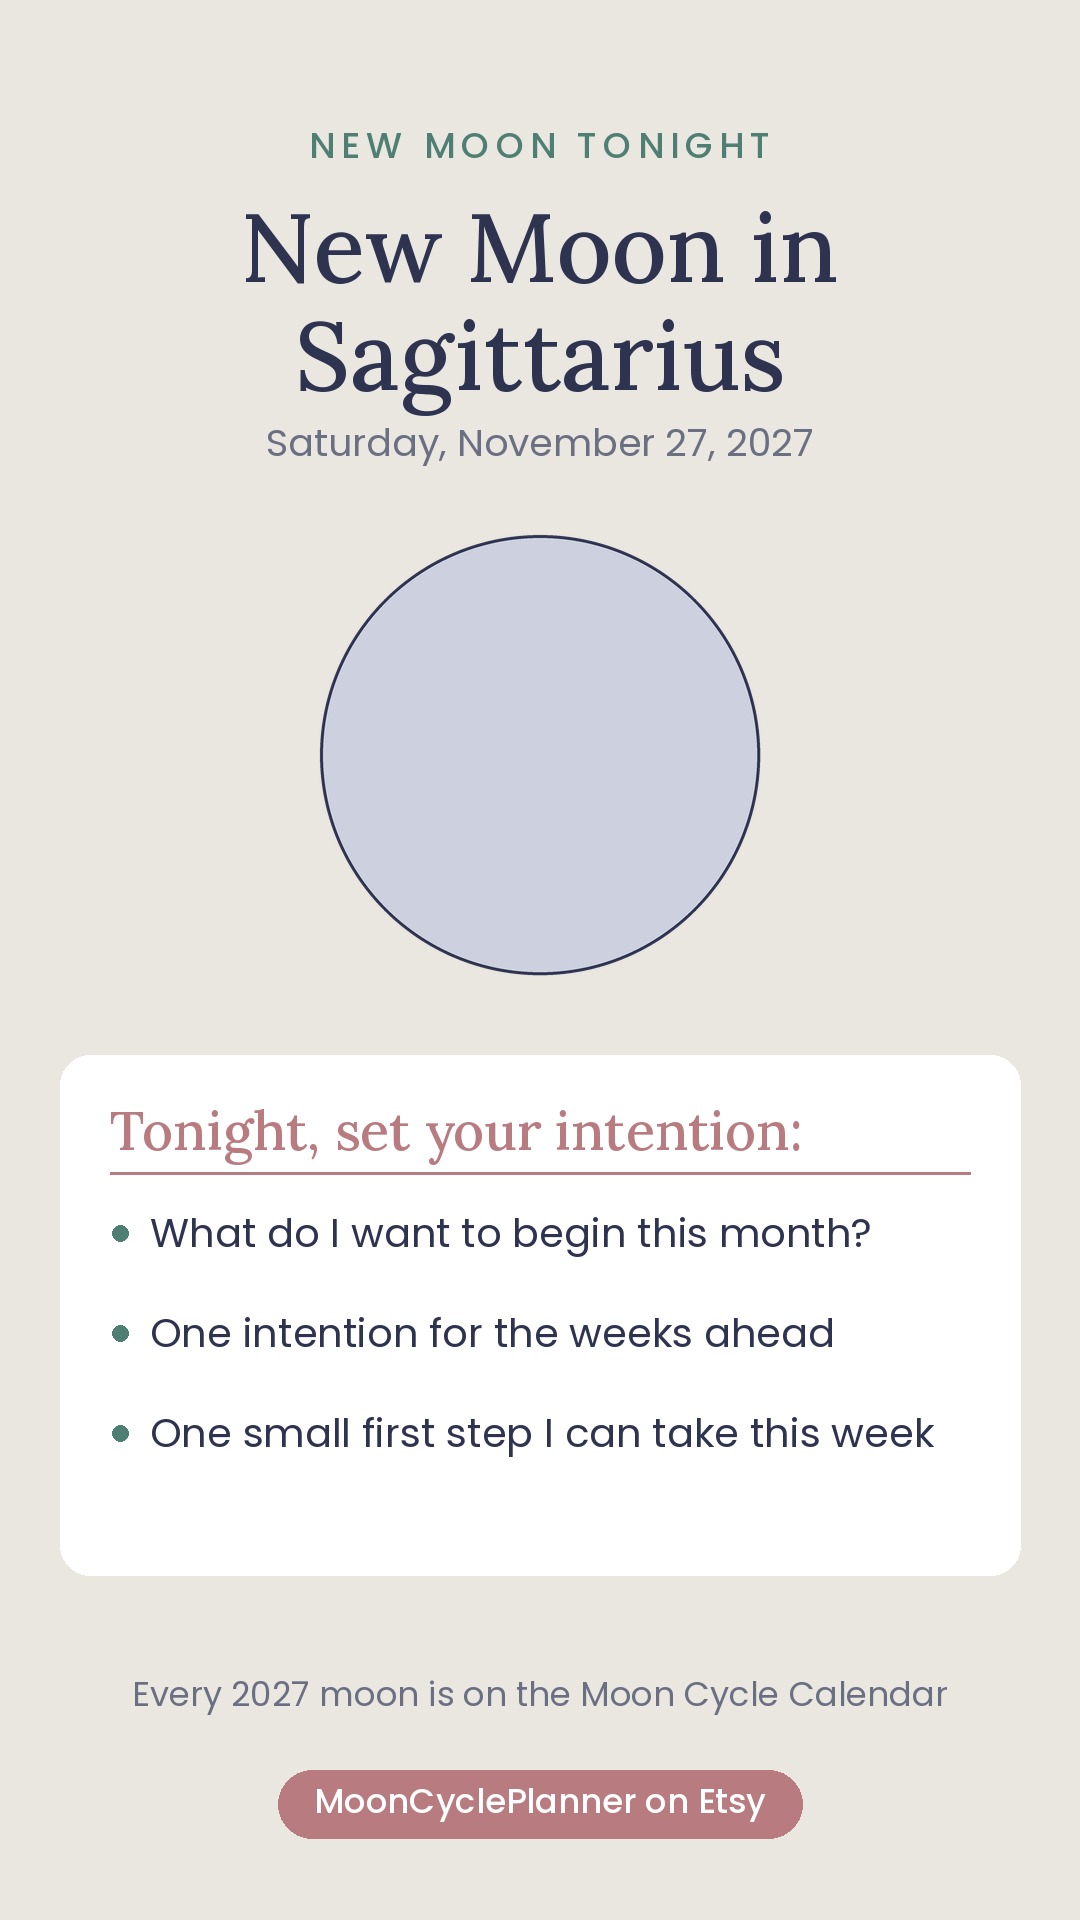 NEW MOON TONIGHT
New Moon in
Sagittarius
Saturday, November 27, 2027
Tonight, set your intention:
What do I want to begin this month?
One intention for the weeks ahead
One small first step I can take this week
Every 2027 moon is on the Moon Cycle Calendar
MoonCyclePlanner on Etsy